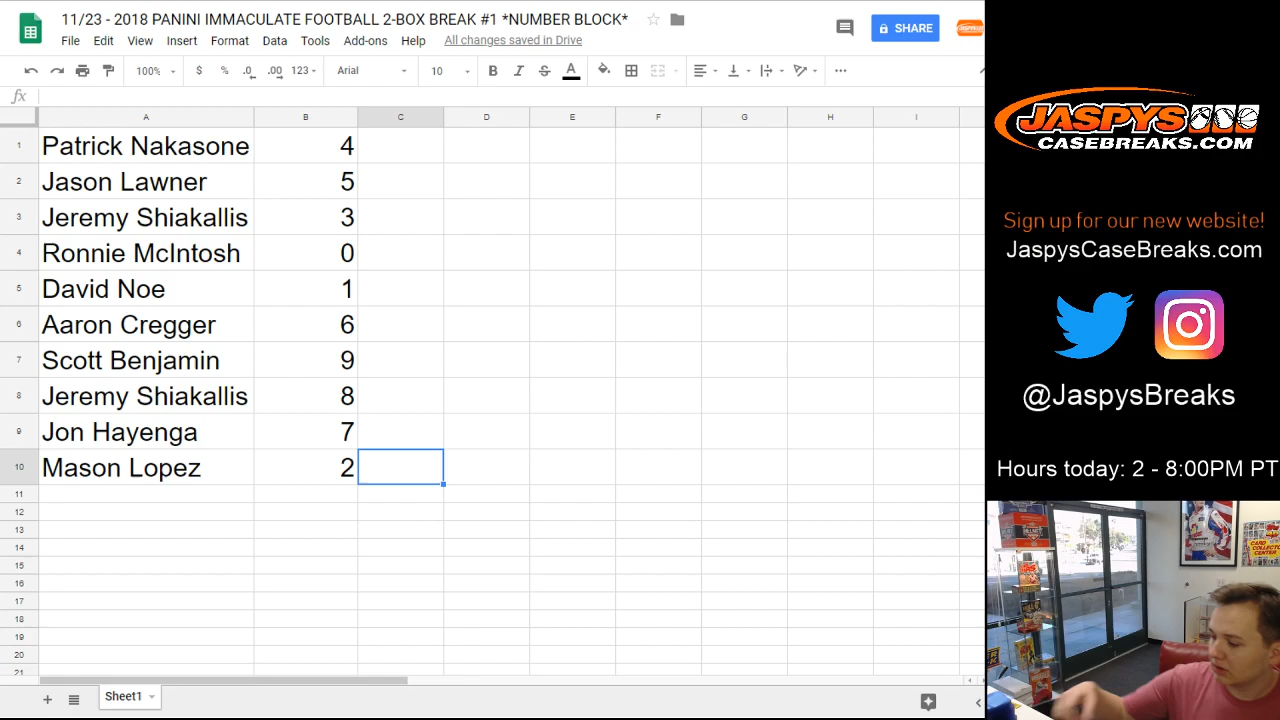 11/23 - 2018 PANINI IMMACULATE FOOTBALL 2-BOX BREAK #1 *NUMBER BLOCK*
SHARE
File Edit View Insert Format Data Tools Add-ons Help All changes saved in Drive
100% $ % .0 .00 123 Arial 10 B I S A
fx
A B C D E F G H I
1 Patrick Nakasone 4
2 Jason Lawner 5
3 Jeremy Shiakallis 3
4 Ronnie McIntosh 0
5 David Noe 1
6 Aaron Cregger 6
7 Scott Benjamin 9
8 Jeremy Shiakallis 8
9 Jon Hayenga 7
10 Mason Lopez 2
11
12
13
14
15
16
17
18
19
20
21
Sheet1
JASPYS
CASEBREAKS.COM
Sign up for our new website!
JaspysCaseBreaks.com
@JaspysBreaks
Hours today: 2 - 8:00PM PT
CARD
COLLECTOR
CENTER